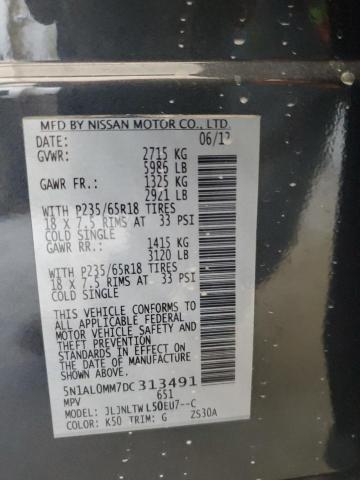 MFD BY NISSAN MOTOR CO., LTD.
DATE: 06/13
GVWR: 2715 KG
5986 LB
GAWR FR.: 1325 KG
2921 LB
WITH P235/65R18 TIRES
18 X 7.5 RIMS AT 33 PSI
COLD SINGLE
GAWR RR.: 1415 KG
3120 LB
WITH P235/65R18 TIRES
18 X 7.5 RIMS AT 33 PSI
COLD SINGLE
THIS VEHICLE CONFORMS TO
ALL APPLICABLE FEDERAL
MOTOR VEHICLE SAFETY AND
THEFT PREVENTION
STANDARDS IN EFFECT ON THE
DATE OF MANUFACTURE SHOWN
ABOVE
5N1AL0MM7DC313491
MPV 651
MODEL: JLJNLTWL50EU7--C
COLOR: K50 TRIM: G ZS30A